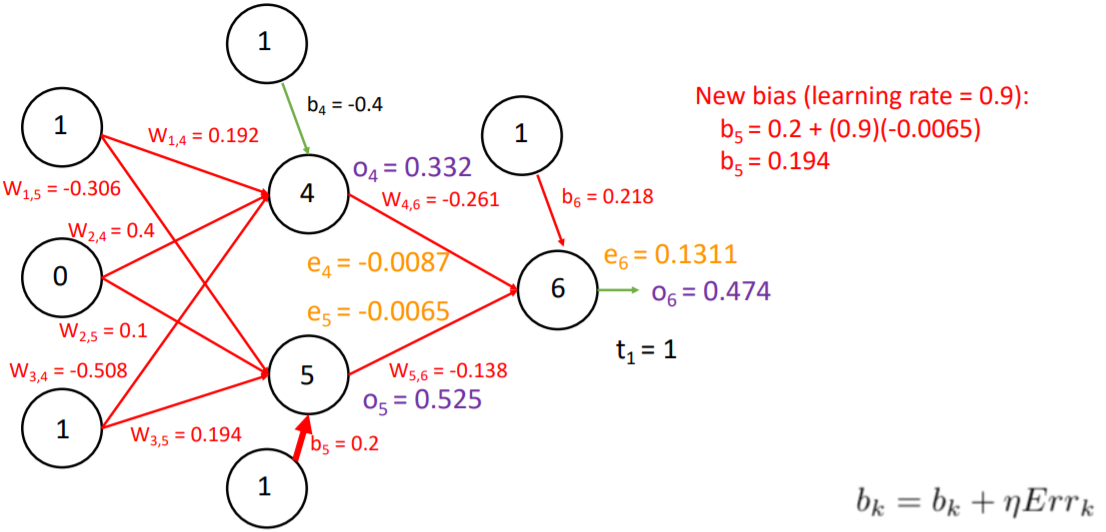 1
b₄ = -0.4
New bias (learning rate = 0.9):
b₅ = 0.2 + (0.9)(-0.0065)
b₅ = 0.194
1
W₁,₄ = 0.192
1
o₄ = 0.332
4
W₁,₅ = -0.306
W₄,₆ = -0.261
b₆ = 0.218
W₂,₄ = 0.4
e₄ = -0.0087
e₆ = 0.1311
0
6
o₆ = 0.474
e₅ = -0.0065
W₂,₅ = 0.1
t₁ = 1
W₃,₄ = -0.508
5
W₅,₆ = -0.138
o₅ = 0.525
1
W₃,₅ = 0.194
b₅ = 0.2
1
bₖ = bₖ + ηErrₖ